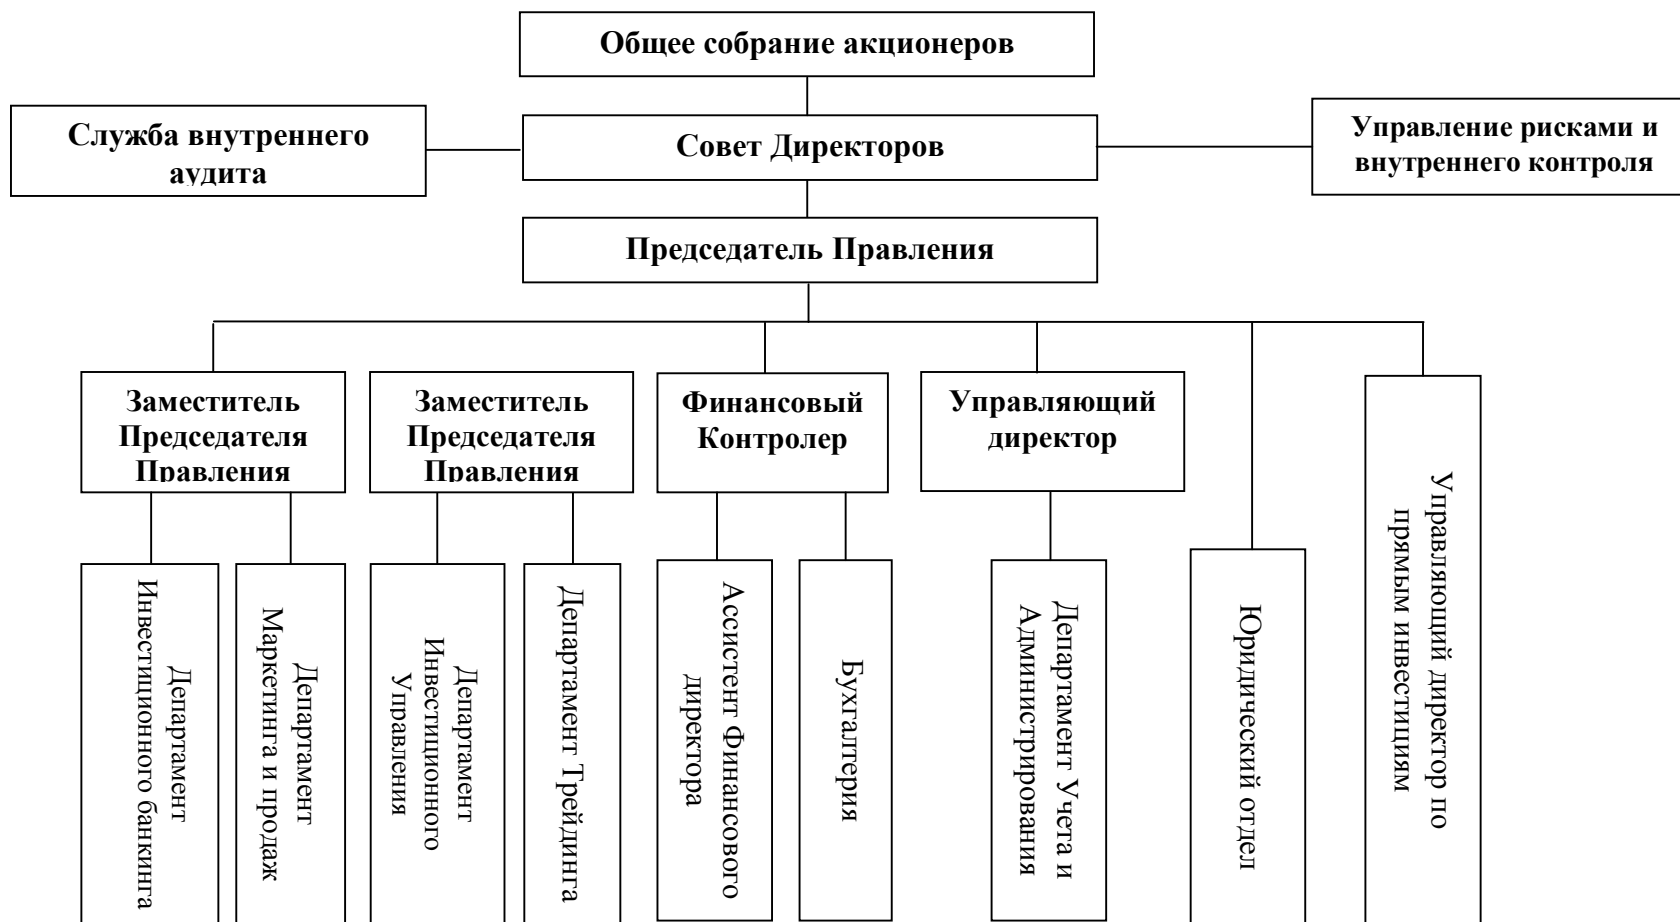 Общее собрание акционеров
Служба внутреннего
аудита
Совет Директоров
Управление рисками и
внутреннего контроля
Председатель Правления
Заместитель
Председателя
Правления
Заместитель
Председателя
Правления
Финансовый
Контролер
Управляющий
директор
Управляющий директор по
прямым инвестициям
Департамент
Инвестиционного банкинга
Департамент
Маркетинга и продаж
Департамент
Инвестиционного
Управления
Департамент Трейдинга
Ассистент Финансового
директора
Бухгалтерия
Департамент Учета и
Администрирования
Юридический отдел